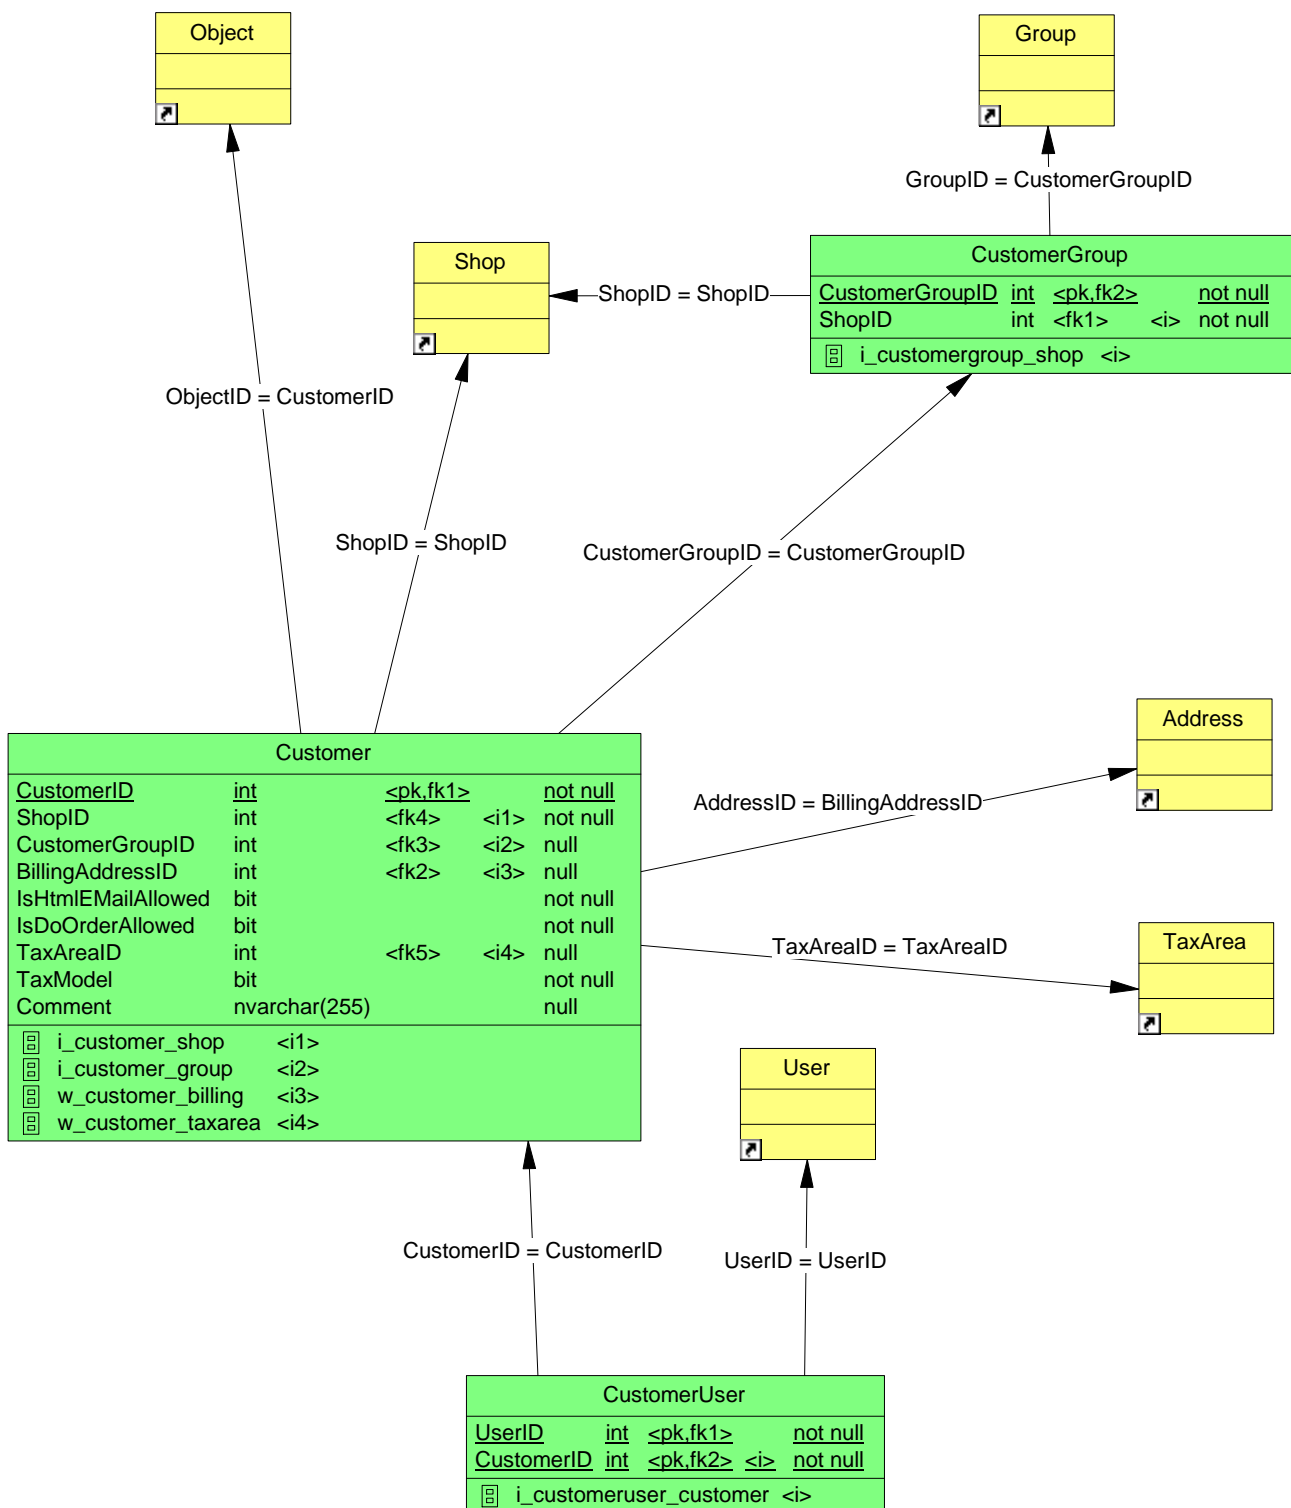 Object
Group
GroupID = CustomerGroupID
Shop
CustomerGroup
CustomerGroupID int <pk,fk2> not null
ShopID int <fk1> <i> not null
i_customergroup_shop <i>
ShopID = ShopID
ObjectID = CustomerID
ShopID = ShopID
CustomerGroupID = CustomerGroupID
Customer
CustomerID int <pk,fk1> not null
ShopID int <fk4> <i1> not null
CustomerGroupID int <fk3> <i2> null
BillingAddressID int <fk2> <i3> null
IsHtmlEMailAllowed bit not null
IsDoOrderAllowed bit not null
TaxAreaID int <fk5> <i4> null
TaxModel bit not null
Comment nvarchar(255) null
i_customer_shop <i1>
i_customer_group <i2>
w_customer_billing <i3>
w_customer_taxarea <i4>
Address
AddressID = BillingAddressID
TaxAreaID = TaxAreaID
TaxArea
User
CustomerID = CustomerID
UserID = UserID
CustomerUser
UserID int <pk,fk1> not null
CustomerID int <pk,fk2> <i> not null
i_customeruser_customer <i>